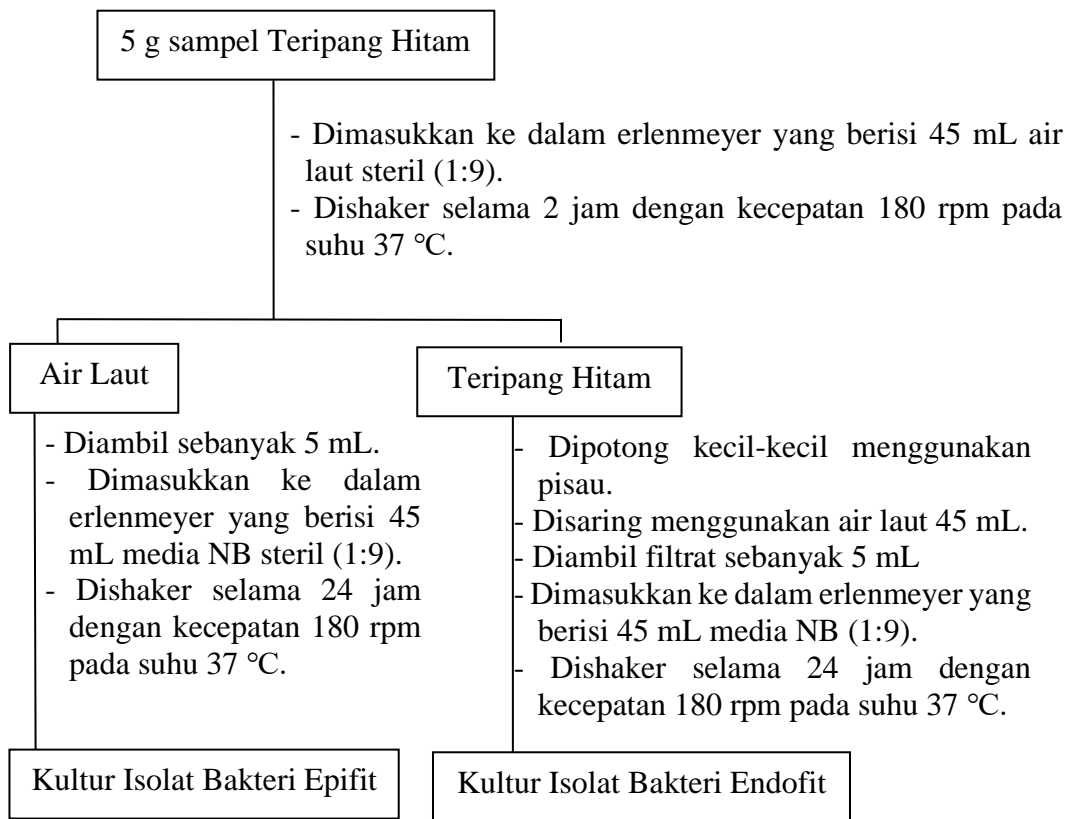 5 g sampel Teripang Hitam
- Dimasukkan ke dalam erlenmeyer yang berisi 45 mL air
laut steril (1:9).
- Dishaker selama 2 jam dengan kecepatan 180 rpm pada
suhu 37 ℃.
Air Laut
- Diambil sebanyak 5 mL.
- Dimasukkan ke dalam
erlenmeyer yang berisi 45
mL media NB steril (1:9).
- Dishaker selama 24 jam
dengan kecepatan 180 rpm
pada suhu 37 ℃.
Kultur Isolat Bakteri Epifit
Teripang Hitam
- Dipotong kecil-kecil menggunakan
pisau.
- Disaring menggunakan air laut 45 mL.
- Diambil filtrat sebanyak 5 mL
- Dimasukkan ke dalam erlenmeyer yang
berisi 45 mL media NB (1:9).
- Dishaker selama 24 jam dengan
kecepatan 180 rpm pada suhu 37 ℃.
Kultur Isolat Bakteri Endofit